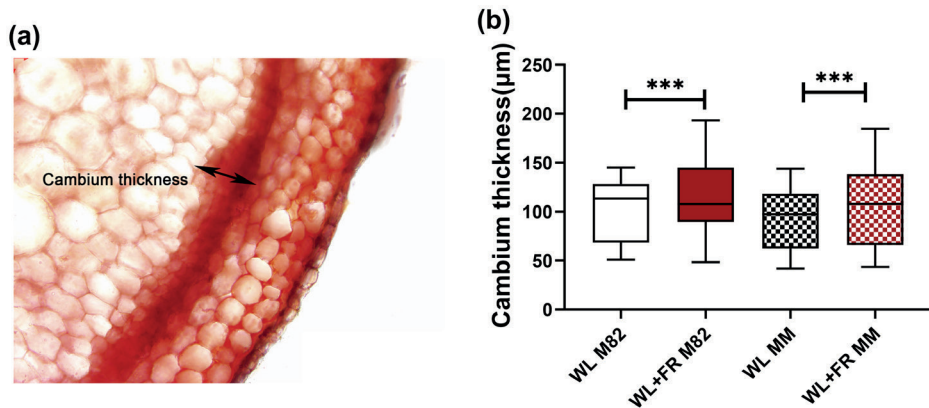 (a)
Cambium thickness
(b)
Cambium thickness(µm)
250
200
150
100
50
0
***
***
WL M82
WL+FR M82
WL MM
WL+FR MM